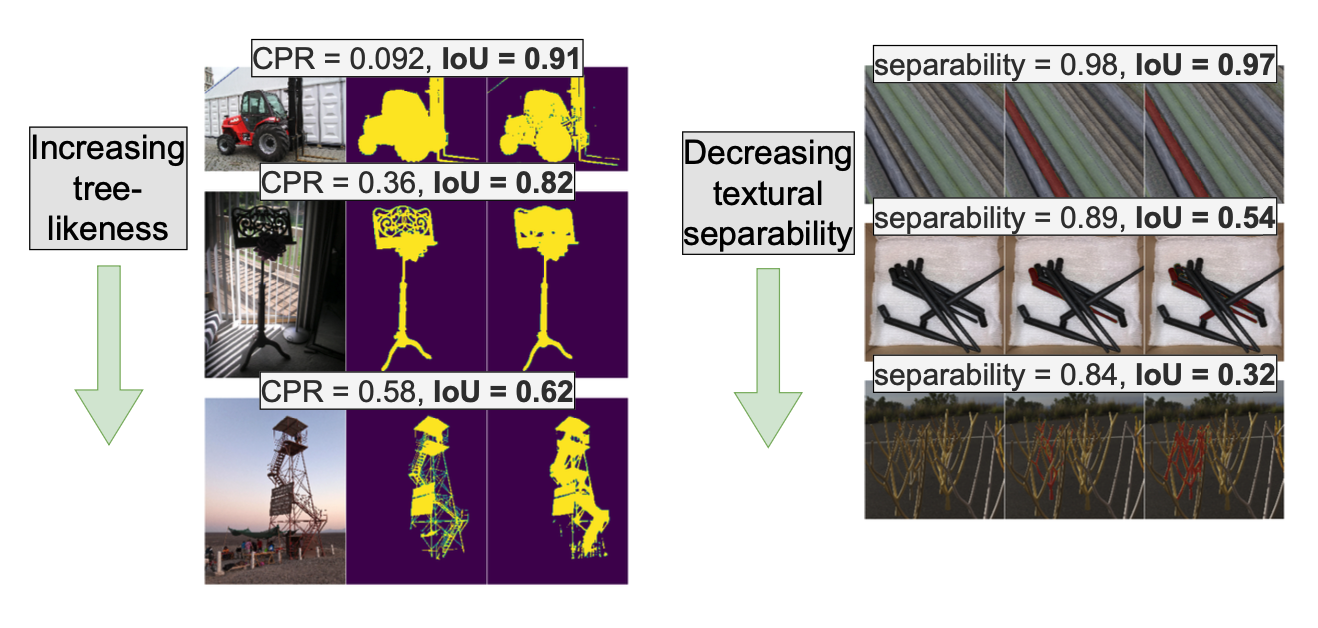 CPR = 0.092, IoU = 0.91
Increasing
tree-
likeness
CPR = 0.36, IoU = 0.82
CPR = 0.58, IoU = 0.62
separability = 0.98, IoU = 0.97
Decreasing
textural
separability
separability = 0.89, IoU = 0.54
separability = 0.84, IoU = 0.32